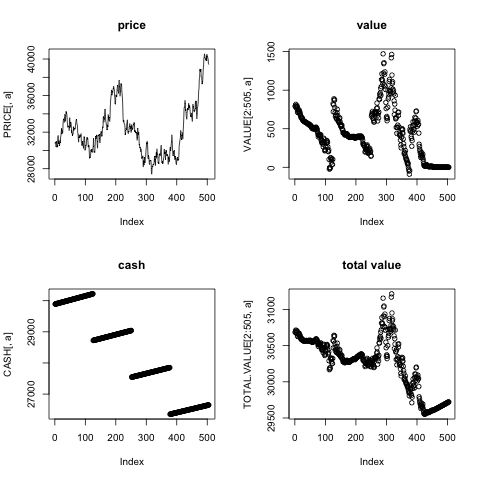 price
PRICE[, a]
28000 32000 36000 40000
0 100 200 300 400 500
Index
value
VALUE[2:505, a]
0 500 1000 1500
0 100 200 300 400 500
Index
cash
CASH[, a]
27000 29000
0 100 200 300 400 500
Index
total value
TOTAL.VALUE[2:505, a]
29500 30000 30500 31000
0 100 200 300 400 500
Index